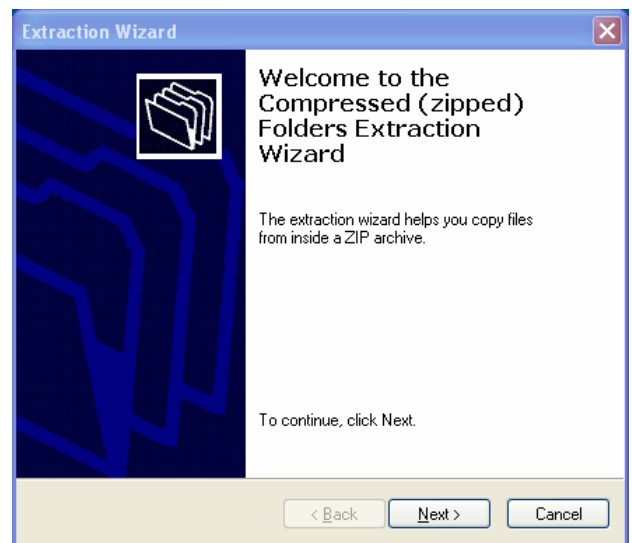 Extraction Wizard
Welcome to the
Compressed (zipped)
Folders Extraction
Wizard
The extraction wizard helps you copy files
from inside a ZIP archive.
To continue, click Next.
< Back Next > Cancel